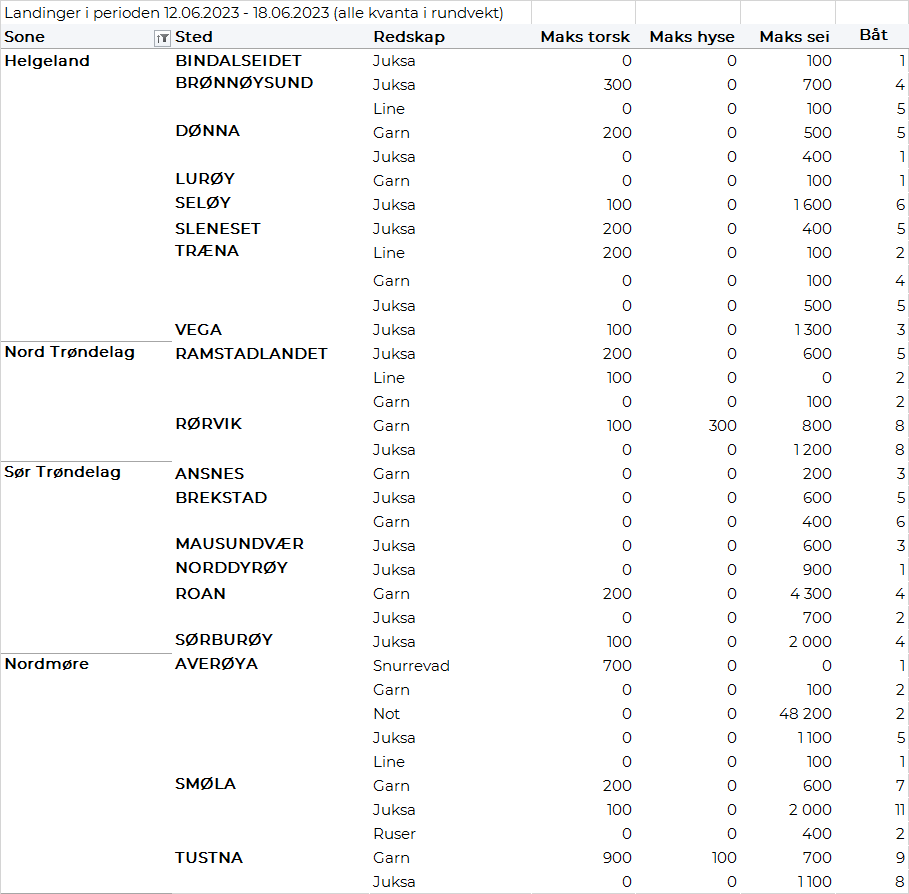 Landinger i perioden 12.06.2023 - 18.06.2023 (alle kvanta i rundvekt)
Sone Sted Redskap Maks torsk Maks hyse Maks sei Båt
Helgeland BINDALSEIDET Juksa 0 0 100 1
BRØNNØYSUND Juksa 300 0 700 4
Line 0 0 100 5
DØNNA Garn 200 0 500 5
Juksa 0 0 400 1
LURØY Garn 0 0 100 1
SELØY Juksa 100 0 1 600 6
SLENESET Juksa 200 0 400 5
TRÆNA Line 200 0 100 2
Garn 0 0 100 4
Juksa 0 0 500 5
VEGA Juksa 100 0 1 300 3
Nord Trøndelag RAMSTADLANDET Juksa 200 0 600 5
Line 100 0 0 2
Garn 0 0 100 2
RØRVIK Garn 100 300 800 8
Juksa 0 0 1 200 8
Sør Trøndelag ANSNES Garn 0 0 200 3
BREKSTAD Juksa 0 0 600 5
Garn 0 0 400 6
MAUSUNDVÆR Juksa 0 0 600 3
NORDDYRØY Juksa 0 0 900 1
ROAN Garn 200 0 4 300 4
Juksa 0 0 700 2
SØRBURØY Juksa 100 0 2 000 4
Nordmøre AVERØYA Snurrevad 700 0 0 1
Garn 0 0 100 2
Not 0 0 48 200 2
Juksa 0 0 1 100 5
Line 0 0 100 1
SMØLA Garn 200 0 600 7
Juksa 100 0 2 000 11
Ruser 0 0 400 2
TUSTNA Garn 900 100 700 9
Juksa 0 0 1 100 8